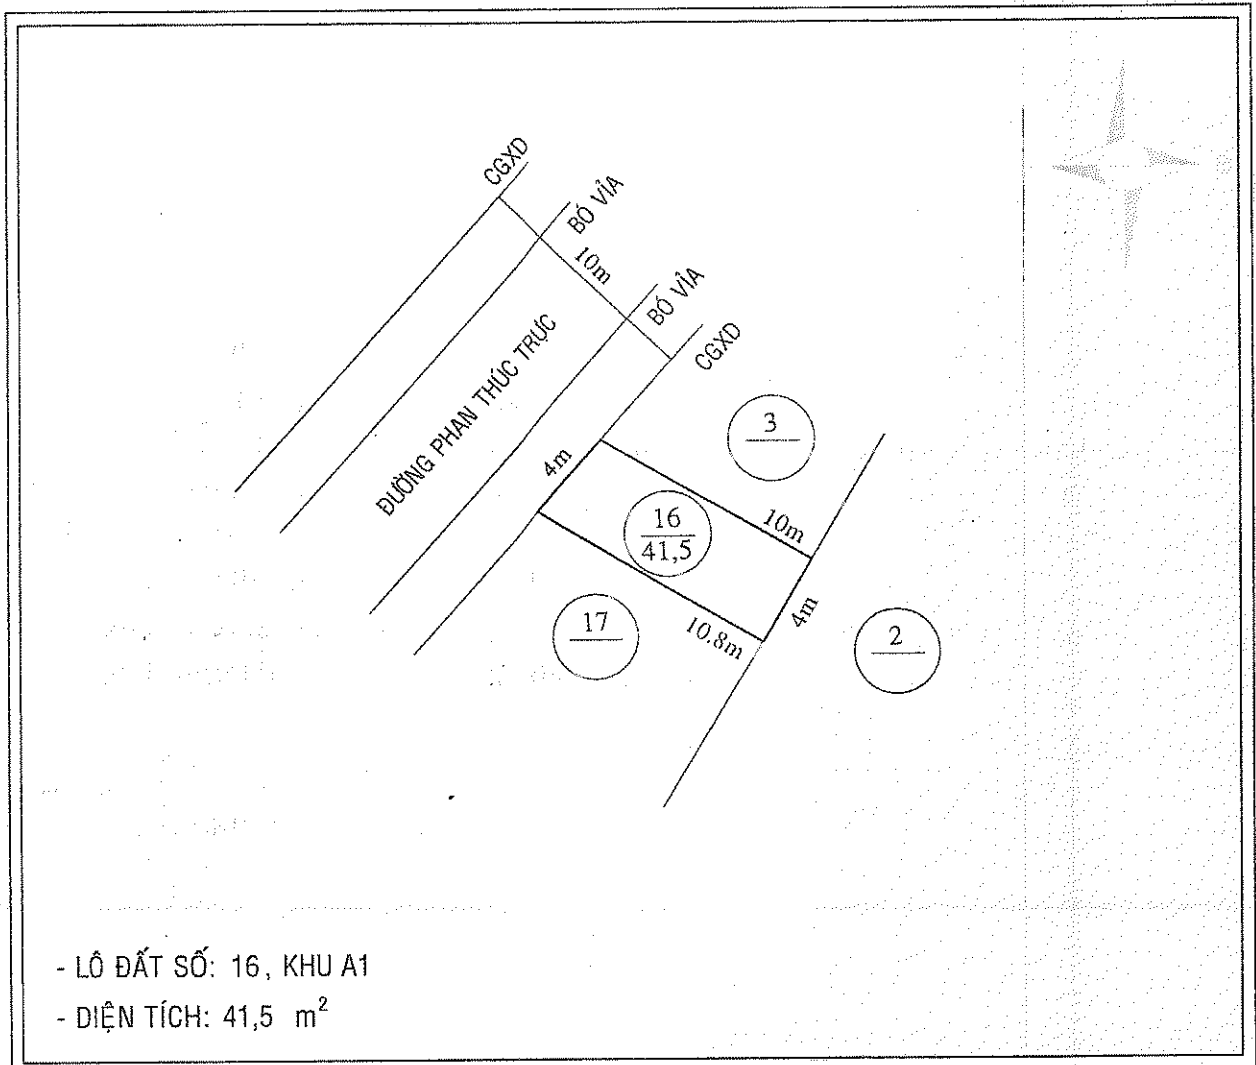 CGXD
BÓ VỈA
10m
BÓ VỈA
CGXD
ĐƯỜNG PHAN THÚC TRỰC
3
4m
16
41,5
10m
17
10.8m
4m
2
- LÔ ĐẤT SỐ: 16, KHU A1
- DIỆN TÍCH: 41,5 m²